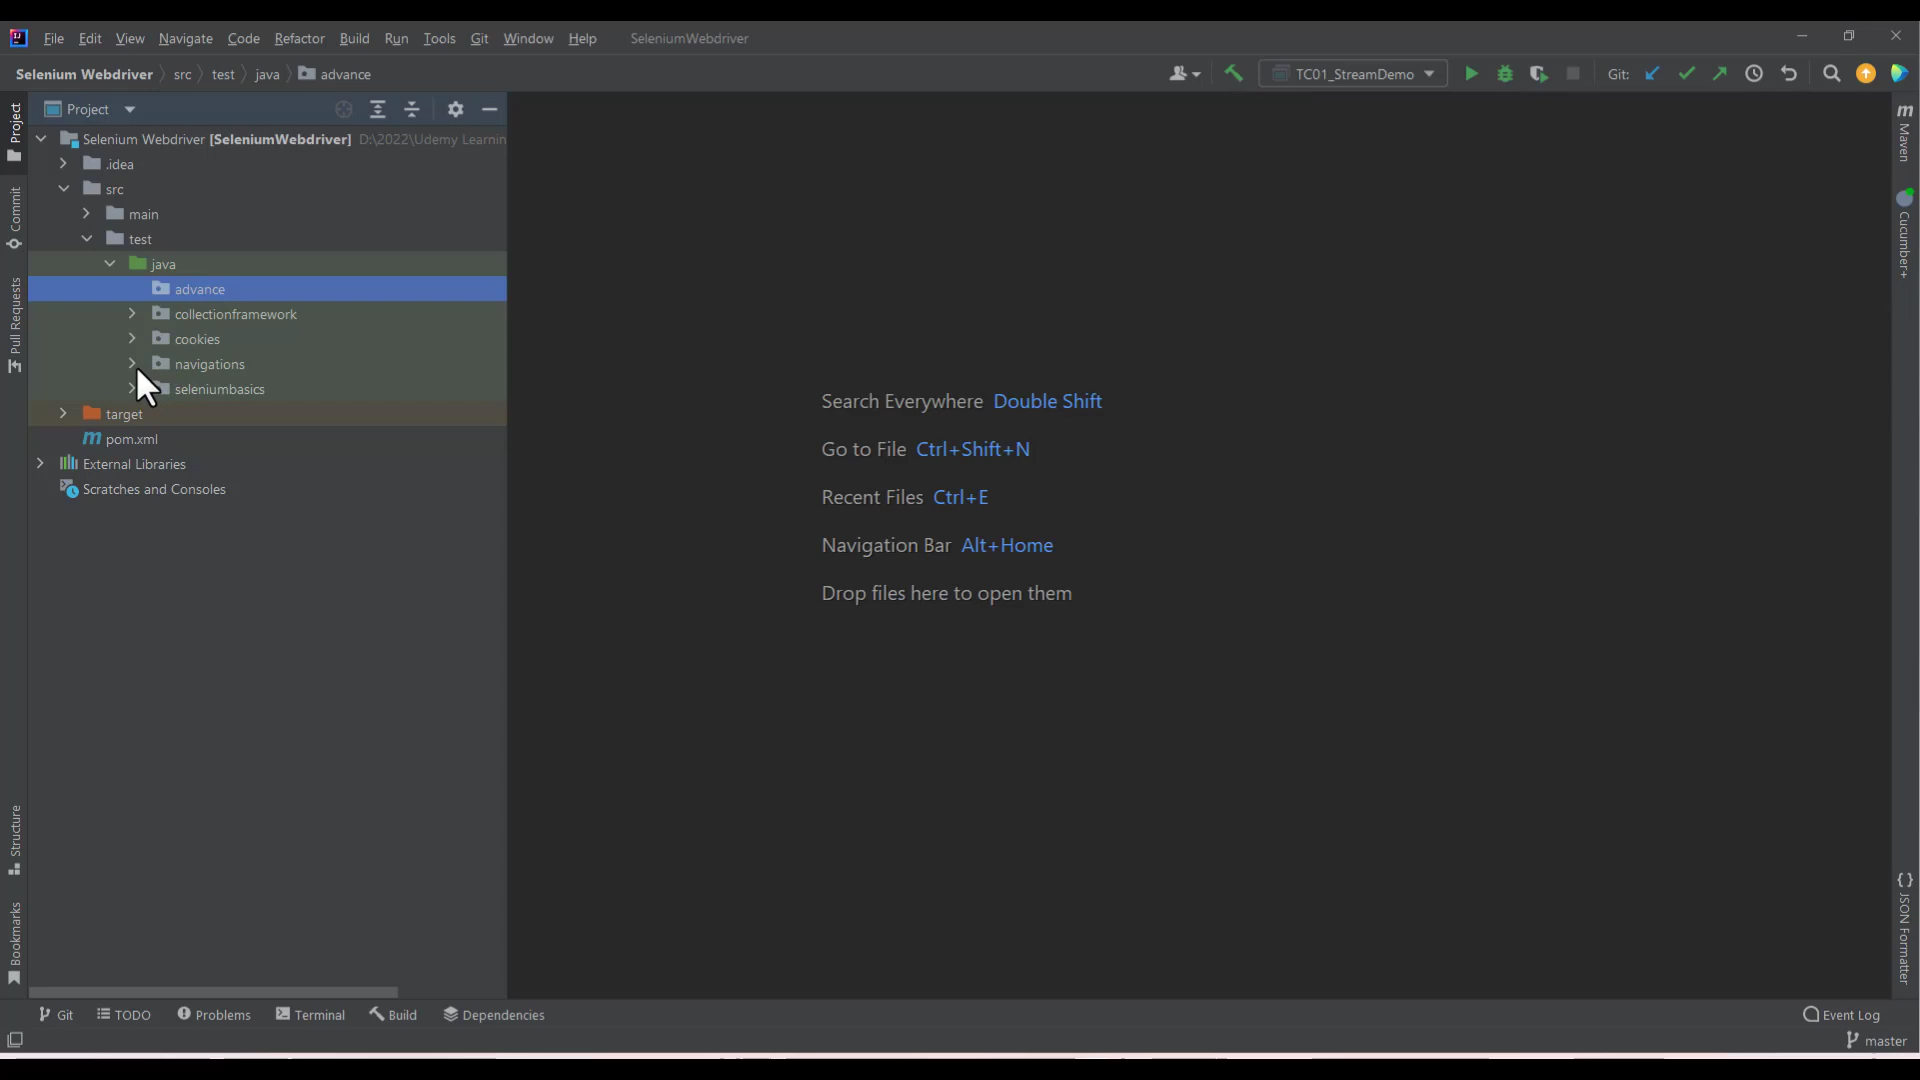 File Edit View Navigate Code Refactor Build Run Tools Git Window Help SeleniumWebdriver
Selenium Webdriver src test java advance TC01_StreamDemo Git:
Project
Selenium Webdriver [SeleniumWebdriver] D:\2022\Udemy Learnin
.idea
src
main
test
java
advance
collectionframework
cookies
navigations
seleniumbasics
target
pom.xml
External Libraries
Scratches and Consoles
Project
Commit
Pull Requests
Structure
Bookmarks
Search Everywhere Double Shift
Go to File Ctrl+Shift+N
Recent Files Ctrl+E
Navigation Bar Alt+Home
Drop files here to open them
m Maven
Cucumber+
{} JSON Formatter
Git TODO Problems Terminal Build Dependencies Event Log
master